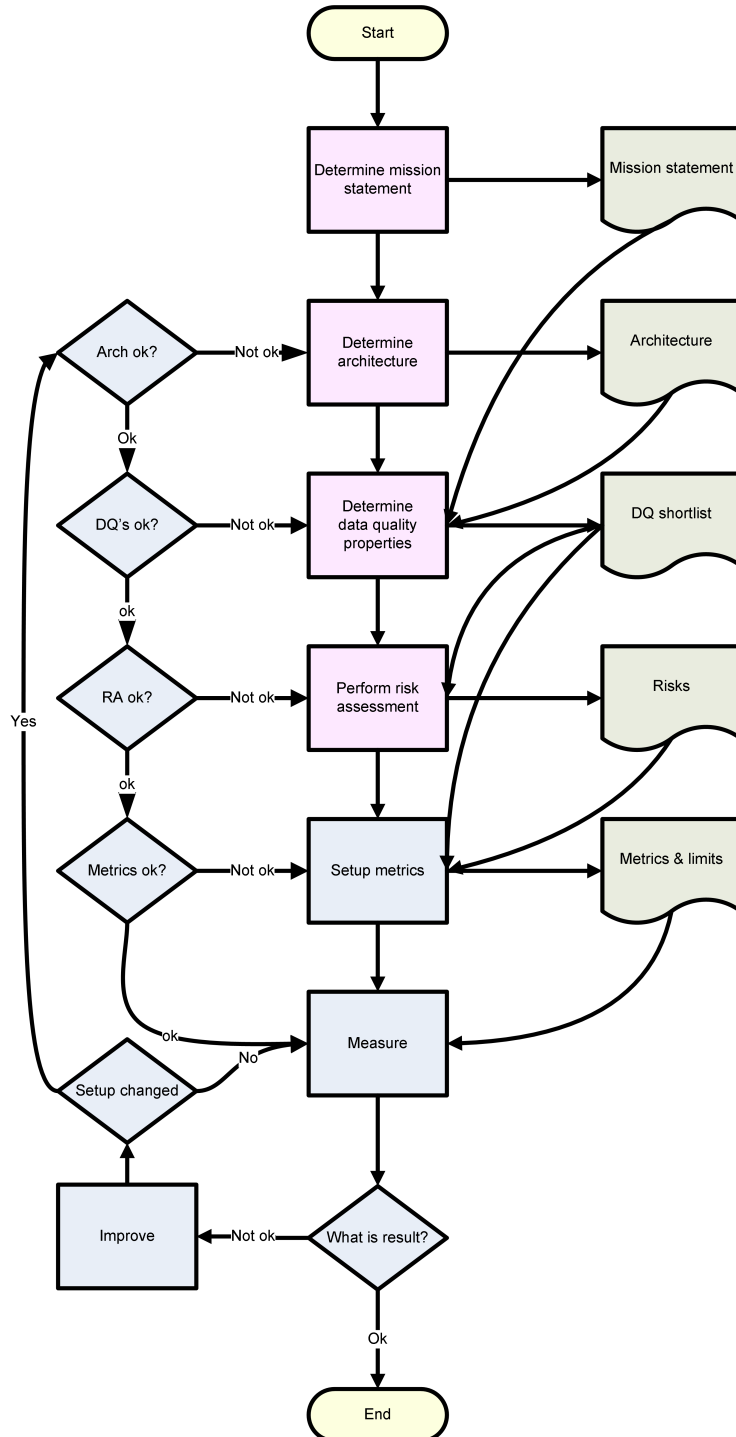 Start
Determine mission
statement
Mission statement
Arch ok?
Not ok
Determine
architecture
Architecture
Ok
DQ's ok?
Not ok
Determine
data quality
properties
DQ shortlist
ok
RA ok?
Not ok
Perform risk
assessment
Risks
Yes
ok
Metrics ok?
Not ok
Setup metrics
Metrics & limits
ok
No
Measure
Setup changed
Improve
Not ok
What is result?
Ok
End